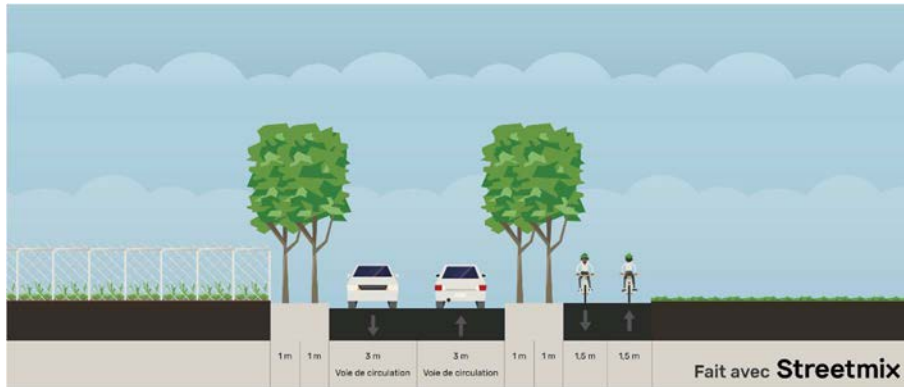 1 m 1 m 3 m 3 m 1 m 1 m 1,5 m 1,5 m
Voie de circulation Voie de circulation
Fait avec Streetmix